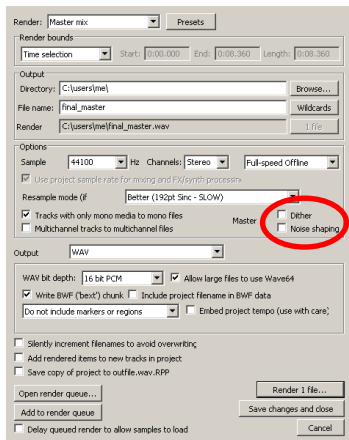 Render: Master mix Presets
Render bounds
Time selection Start: 0:00.000 End: 0:08.360 Length: 0:08.360
Output
Directory: C:\users\me\ Browse...
File name: final_master Wildcards
Render C:\users\me\final_master.wav 1 file
Options
Sample 44100 Hz Channels: Stereo Full-speed Offline
Use project sample rate for mixing and FX/synth processin
Resample mode (if Better (192pt Sinc - SLOW)
Tracks with only mono media to mono files Master Dither
Multichannel tracks to multichannel files Noise shaping
Output WAV
WAV bit depth: 16 bit PCM Allow large files to use Wave64
Write BWF ('bext') chunk Include project filename in BWF data
Do not include markers or regions Embed project tempo (use with care)
Silently increment filenames to avoid overwriting
Add rendered items to new tracks in project
Save copy of project to outfile.wav.RPP
Open render queue... Render 1 file...
Add to render queue Save changes and close
Delay queued render to allow samples to load Cancel